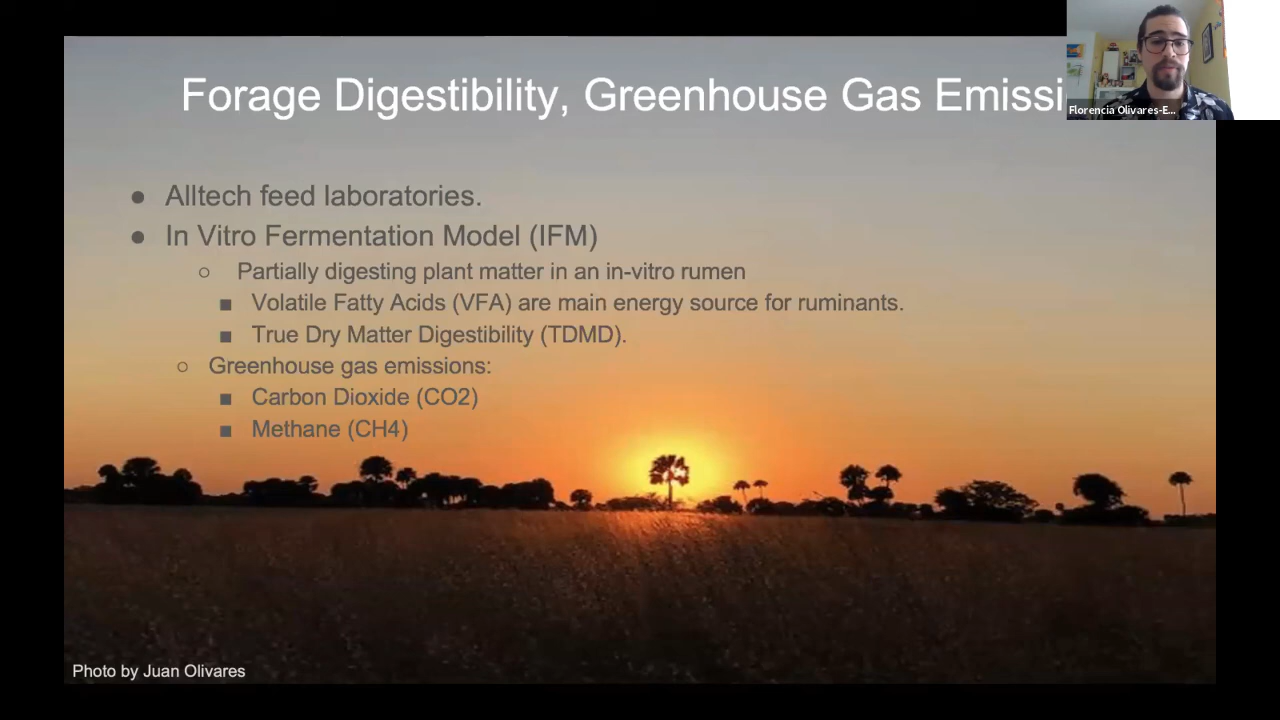 Forage Digestibility, Greenhouse Gas Emissi
Florencia Olivares-E...
● Alltech feed laboratories.
● In Vitro Fermentation Model (IFM)
○ Partially digesting plant matter in an in-vitro rumen
■ Volatile Fatty Acids (VFA) are main energy source for ruminants.
■ True Dry Matter Digestibility (TDMD).
○ Greenhouse gas emissions:
■ Carbon Dioxide (CO2)
■ Methane (CH4)
Photo by Juan Olivares